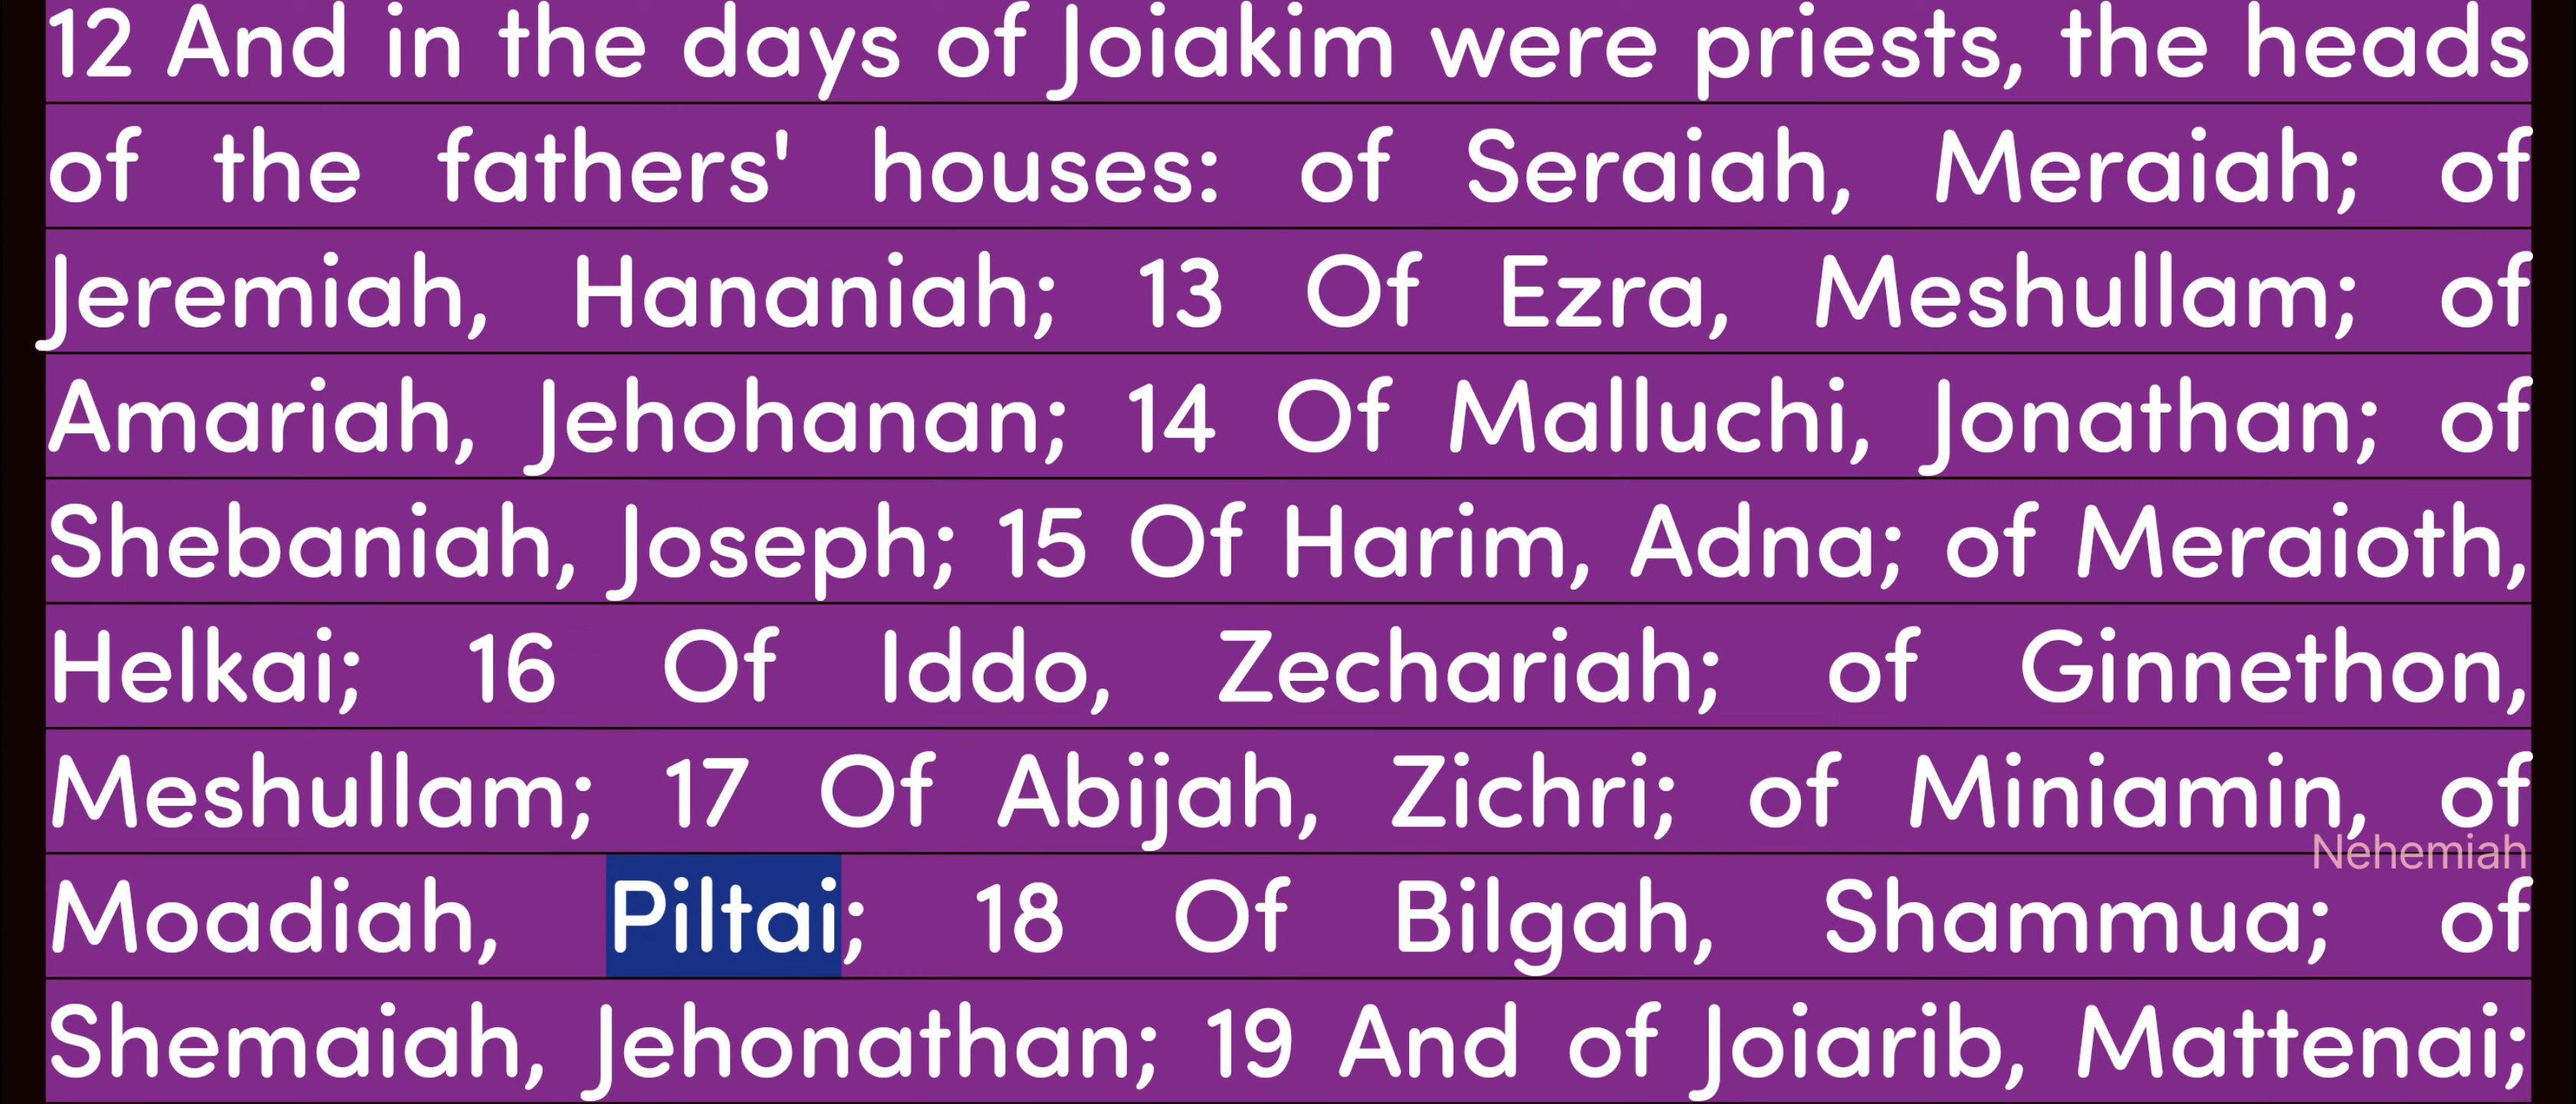 12 And in the days of Joiakim were priests, the heads
of the fathers' houses: of Seraiah, Meraiah; of
Jeremiah, Hananiah; 13 Of Ezra, Meshullam; of
Amariah, Jehohanan; 14 Of Malluchi, Jonathan; of
Shebaniah, Joseph; 15 Of Harim, Adna; of Meraioth,
Helkai; 16 Of Iddo, Zechariah; of Ginnethon,
Meshullam; 17 Of Abijah, Zichri; of Miniamin, of
Nehemiah
Moadiah, Piltai; 18 Of Bilgah, Shammua; of
Shemaiah, Jehonathan; 19 And of Joiarib, Mattenai;